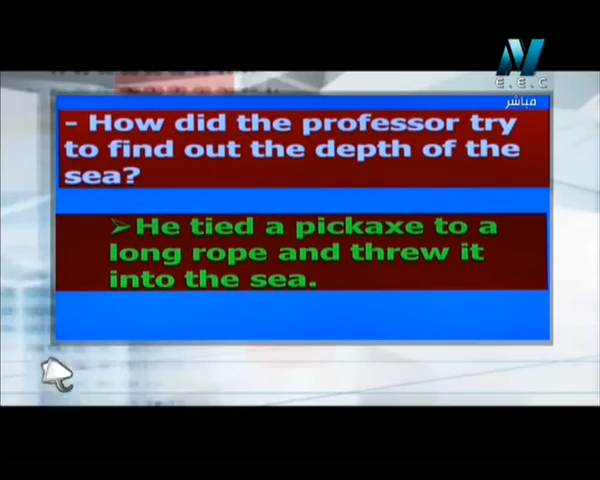 E.E.C
مباشر
- How did the professor try
to find out the depth of the
sea?
➢He tied a pickaxe to a
long rope and threw it
into the sea.